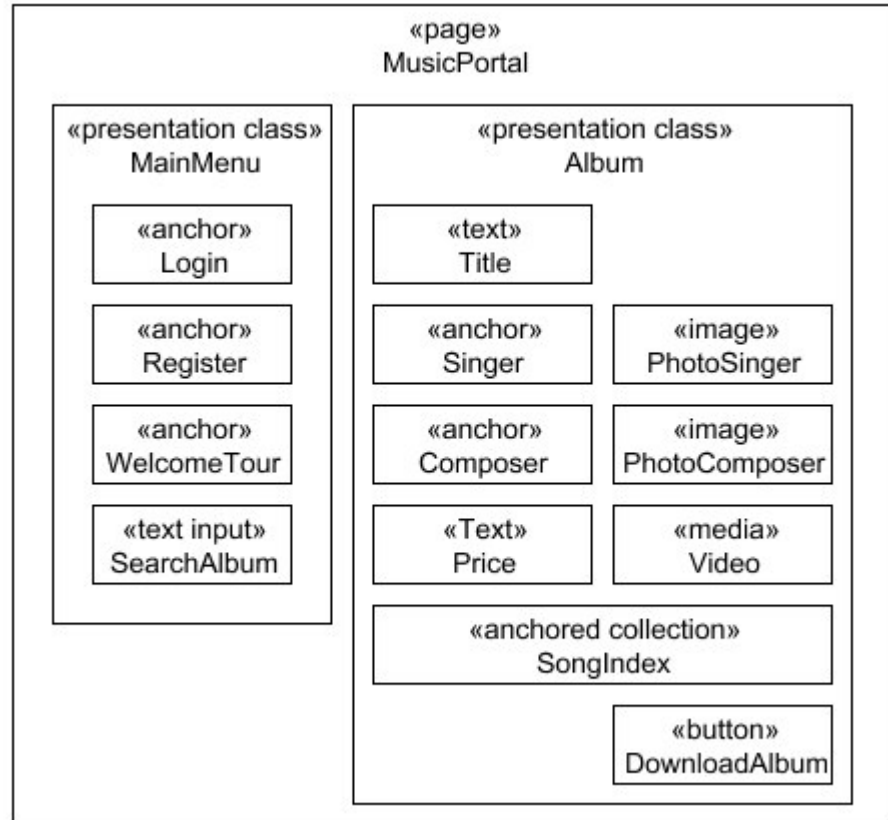 «page»
MusicPortal
«presentation class»
MainMenu
«anchor»
Login
«anchor»
Register
«anchor»
WelcomeTour
«text input»
SearchAlbum
«presentation class»
Album
«text»
Title
«anchor»
Singer
«image»
PhotoSinger
«anchor»
Composer
«image»
PhotoComposer
«Text»
Price
«media»
Video
«anchored collection»
SongIndex
«button»
DownloadAlbum